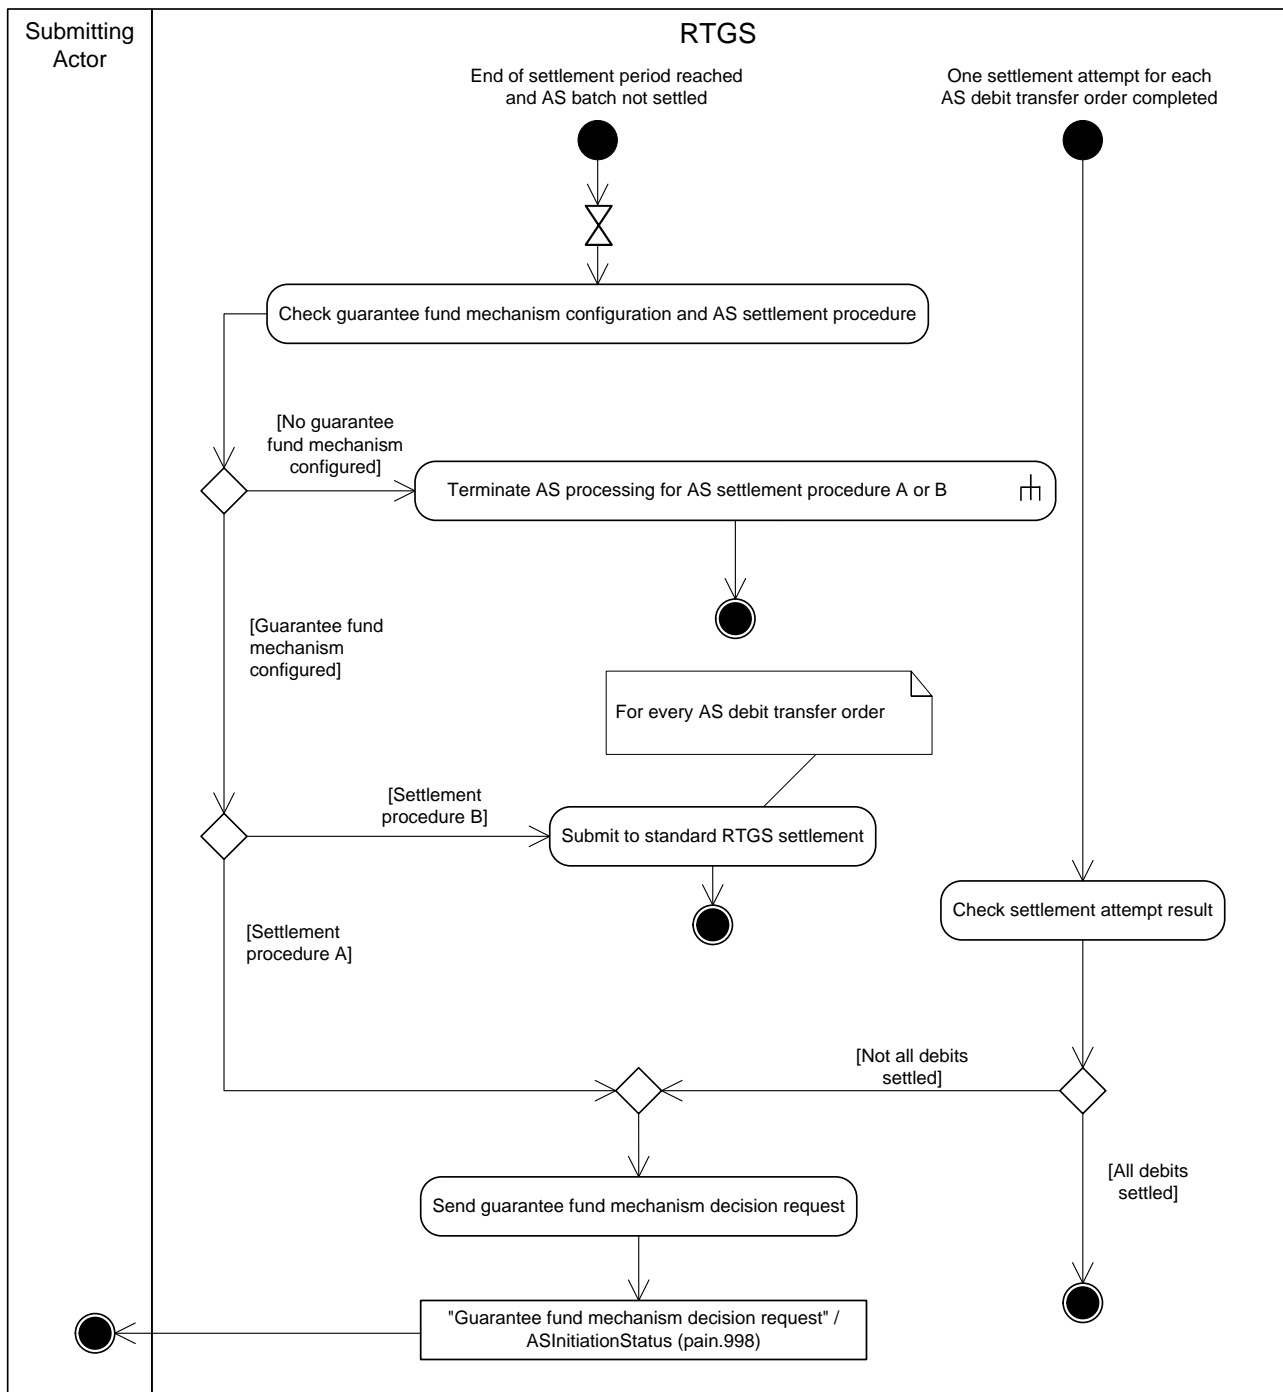 Submitting
Actor
RTGS
End of settlement period reached
and AS batch not settled
One settlement attempt for each
AS debit transfer order completed
Check guarantee fund mechanism configuration and AS settlement procedure
[No guarantee
fund mechanism
configured]
Terminate AS processing for AS settlement procedure A or B
[Guarantee fund
mechanism
configured]
For every AS debit transfer order
[Settlement
procedure B]
Submit to standard RTGS settlement
Check settlement attempt result
[Settlement
procedure A]
[Not all debits
settled]
[All debits
settled]
Send guarantee fund mechanism decision request
"Guarantee fund mechanism decision request" /
ASInitiationStatus (pain.998)